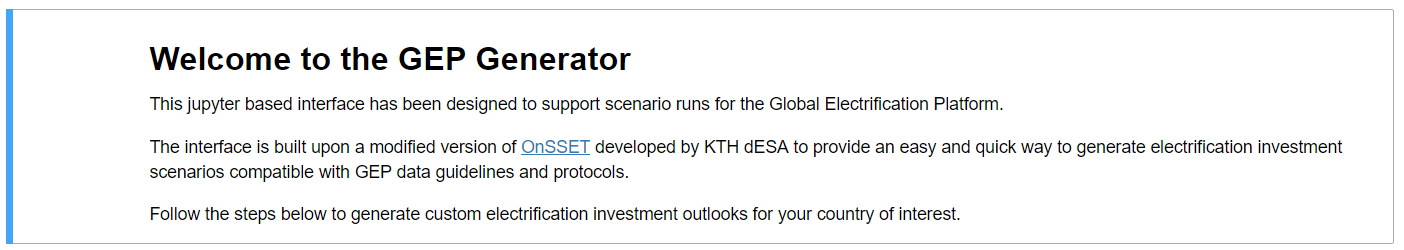 Welcome to the GEP Generator
This jupyter based interface has been designed to support scenario runs for the Global Electrification Platform.
The interface is built upon a modified version of OnSSET developed by KTH dESA to provide an easy and quick way to generate electrification investment
scenarios compatible with GEP data guidelines and protocols.
Follow the steps below to generate custom electrification investment outlooks for your country of interest.